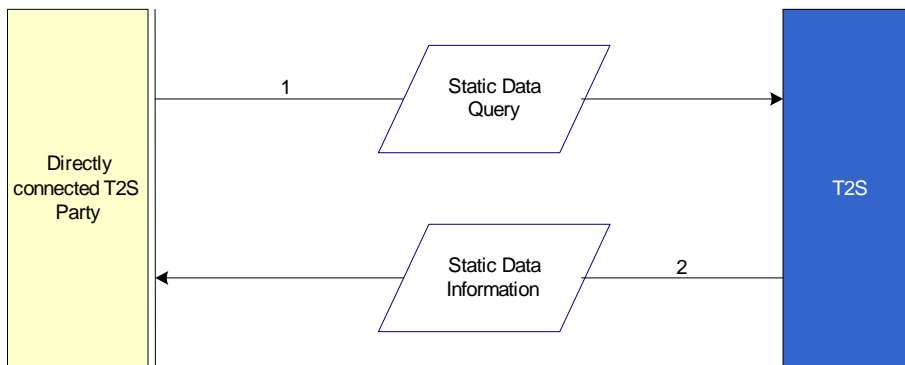 1
Static Data
Query
Directly
connected T2S
Party
T2S
Static Data
Information
2